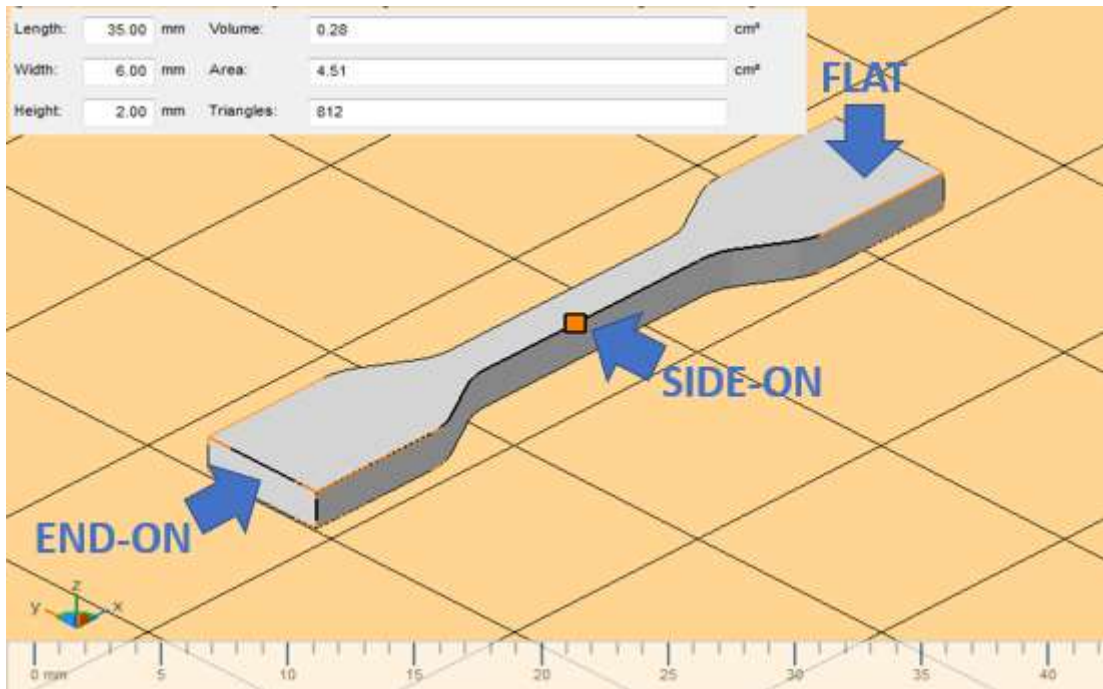 Length: 35.00 mm Volume: 0.28 cm³
Width: 6.00 mm Area: 4.51 cm²
Height: 2.00 mm Triangles: 812
FLAT
SIDE-ON
END-ON
z
y x
0 mm 5 10 15 20 25 30 35 40